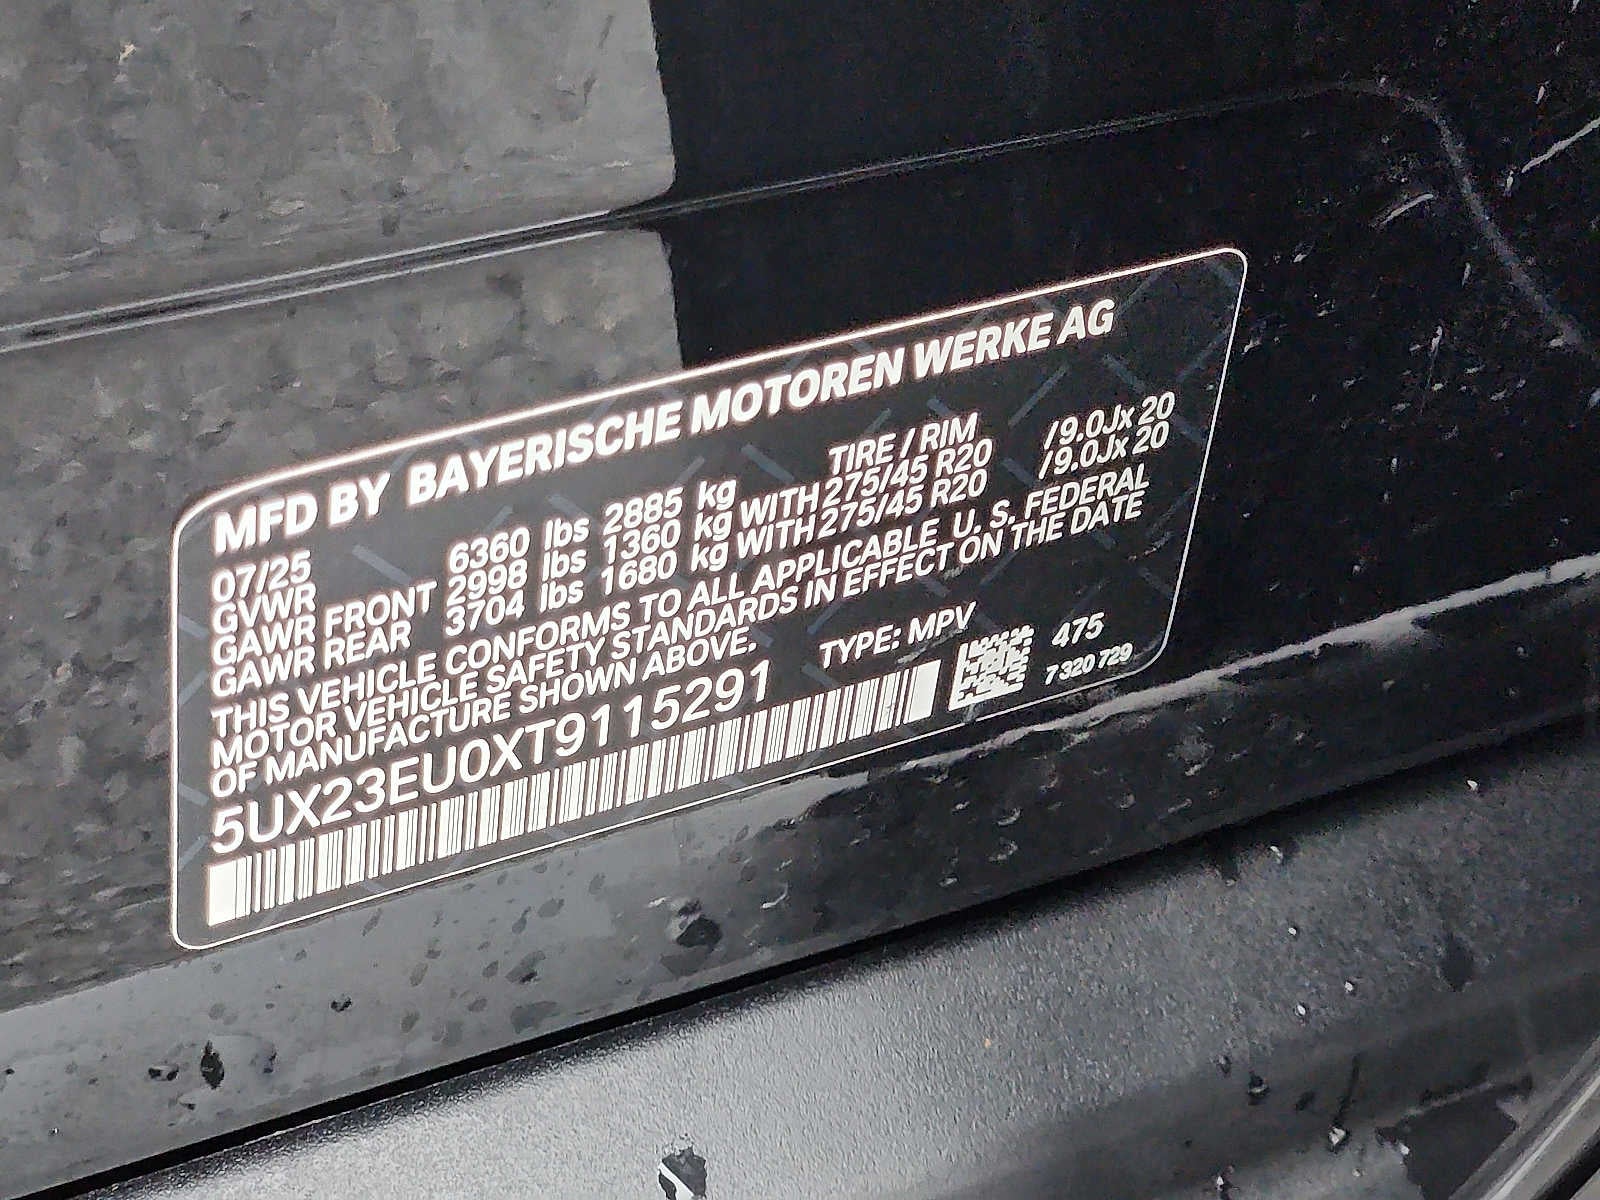 MFD BY BAYERISCHE MOTOREN WERKE AG
07/25 TIRE / RIM
GVWR 6360 lbs 2885 kg
GAWR FRONT 2998 lbs 1360 kg WITH 275/45 R20 / 9.0Jx 20
GAWR REAR 3704 lbs 1680 kg WITH 275/45 R20 / 9.0Jx 20
THIS VEHICLE CONFORMS TO ALL APPLICABLE U. S. FEDERAL
MOTOR VEHICLE SAFETY STANDARDS IN EFFECT ON THE DATE
OF MANUFACTURE SHOWN ABOVE.
TYPE: MPV
5UX23EU0XT9115291
475
7 320 729